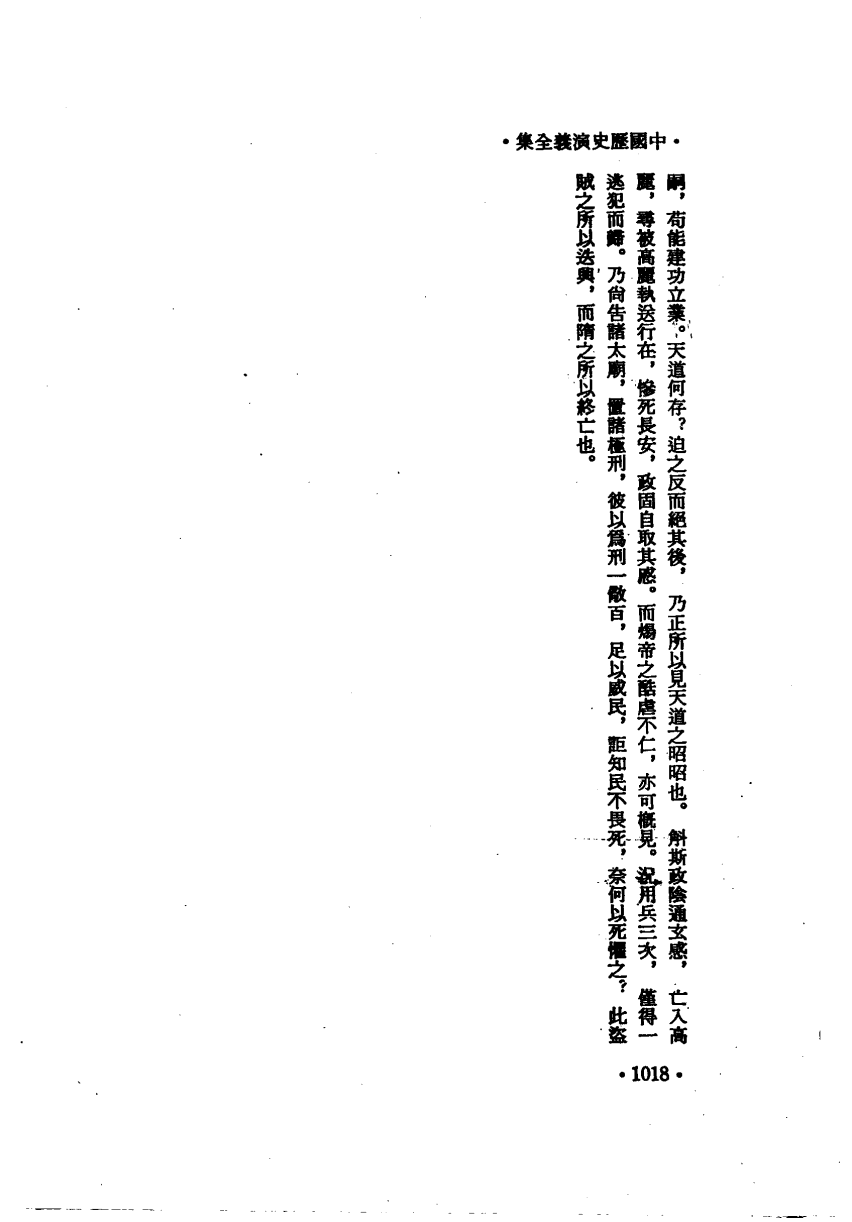 ·中國歷史演義全集·
嗣，苟能建功立業。天道何存？迫之反而絕其後，乃正所以見天道之昭昭也。斛斯政陰通玄感，亡入高
麗，尋被高麗執送行在，慘死長安，政固自取其慼。而煬帝之酷虐不仁，亦可概見。況用兵三次，僅得一
逃犯而歸。乃尙告諸太廟，置諸極刑，彼以爲刑一儆百，足以威民，詎知民不畏死，奈何以死懼之？此盜
賊之所以迭興，而隋之所以終亡也。
·1018·